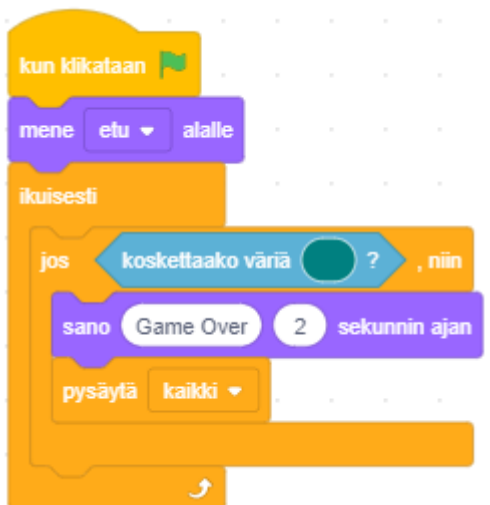 kun klikataan
mene etu alalle
ikuisesti
jos koskettaako väriä ? , niin
sano Game Over 2 sekunnin ajan
pysäytä kaikki